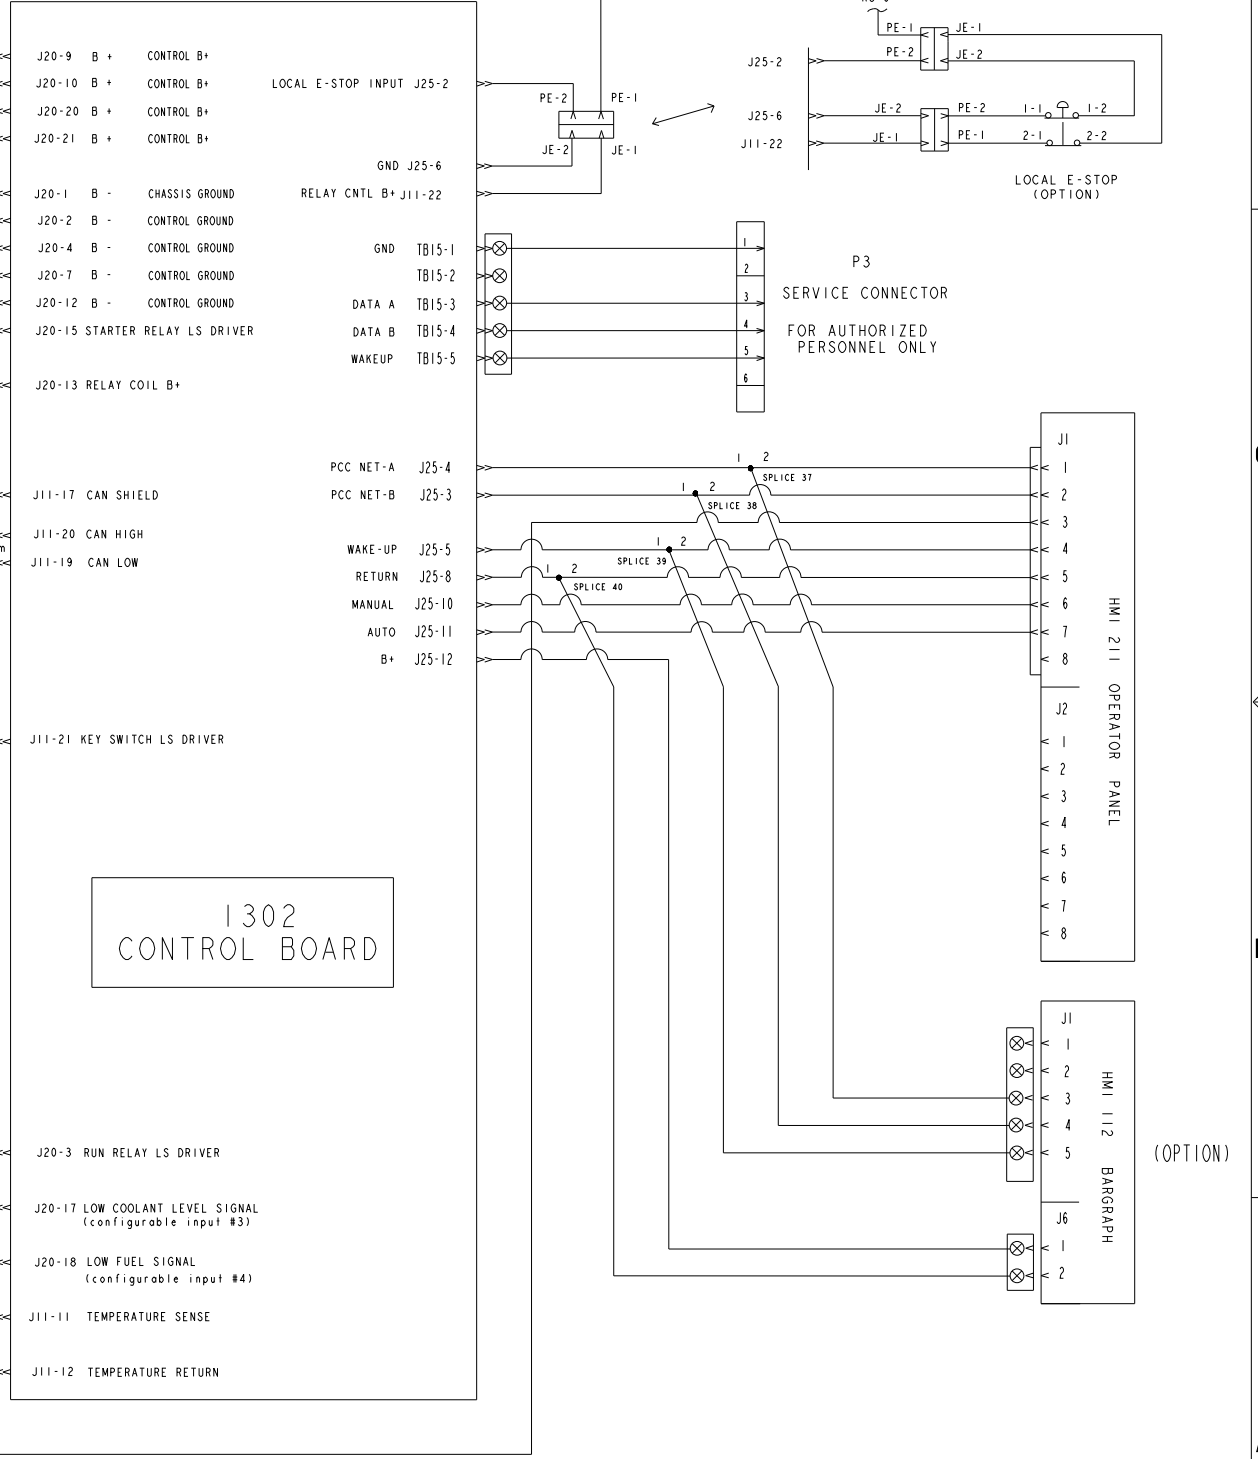 J20-9 B + CONTROL B+
J20-10 B + CONTROL B+
J20-20 B + CONTROL B+
J20-21 B + CONTROL B+
J20-1 B - CHASSIS GROUND
J20-2 B - CONTROL GROUND
J20-4 B - CONTROL GROUND
J20-7 B - CONTROL GROUND
J20-12 B - CONTROL GROUND
J20-15 STARTER RELAY LS DRIVER
J20-13 RELAY COIL B+
J11-17 CAN SHIELD
J11-20 CAN HIGH
m
J11-19 CAN LOW
J11-21 KEY SWITCH LS DRIVER
1302
CONTROL BOARD
J20-3 RUN RELAY LS DRIVER
J20-17 LOW COOLANT LEVEL SIGNAL
(configurable input #3)
J20-18 LOW FUEL SIGNAL
(configurable input #4)
J11-11 TEMPERATURE SENSE
J11-12 TEMPERATURE RETURN
LOCAL E-STOP INPUT J25-2
GND J25-6
RELAY CNTL B+ J11-22
GND TB15-1
TB15-2
DATA A TB15-3
DATA B TB15-4
WAKEUP TB15-5
PCC NET-A J25-4
PCC NET-B J25-3
WAKE-UP J25-5
RETURN J25-8
MANUAL J25-10
AUTO J25-11
B+ J25-12
PE-2 PE-1
JE-2 JE-1
PE-1 JE-1
PE-2 JE-2
J25-2
J25-6 JE-2 PE-2 1-1 1-2
J11-22 JE-1 PE-1 2-1 2-2
LOCAL E-STOP
(OPTION)
1
2
3
4
5
6
P3
SERVICE CONNECTOR
FOR AUTHORIZED
PERSONNEL ONLY
1 2
SPLICE 37
1 2
SPLICE 38
1 2
SPLICE 39
1 2
SPLICE 40
J1
1
2
3
4
5
6
7
8
J2
1
2
3
4
5
6
7
8
HMI 211 OPERATOR PANEL
J1
1
2
3
4
5
J6
1
2
HMI 112 BARGRAPH
(OPTION)